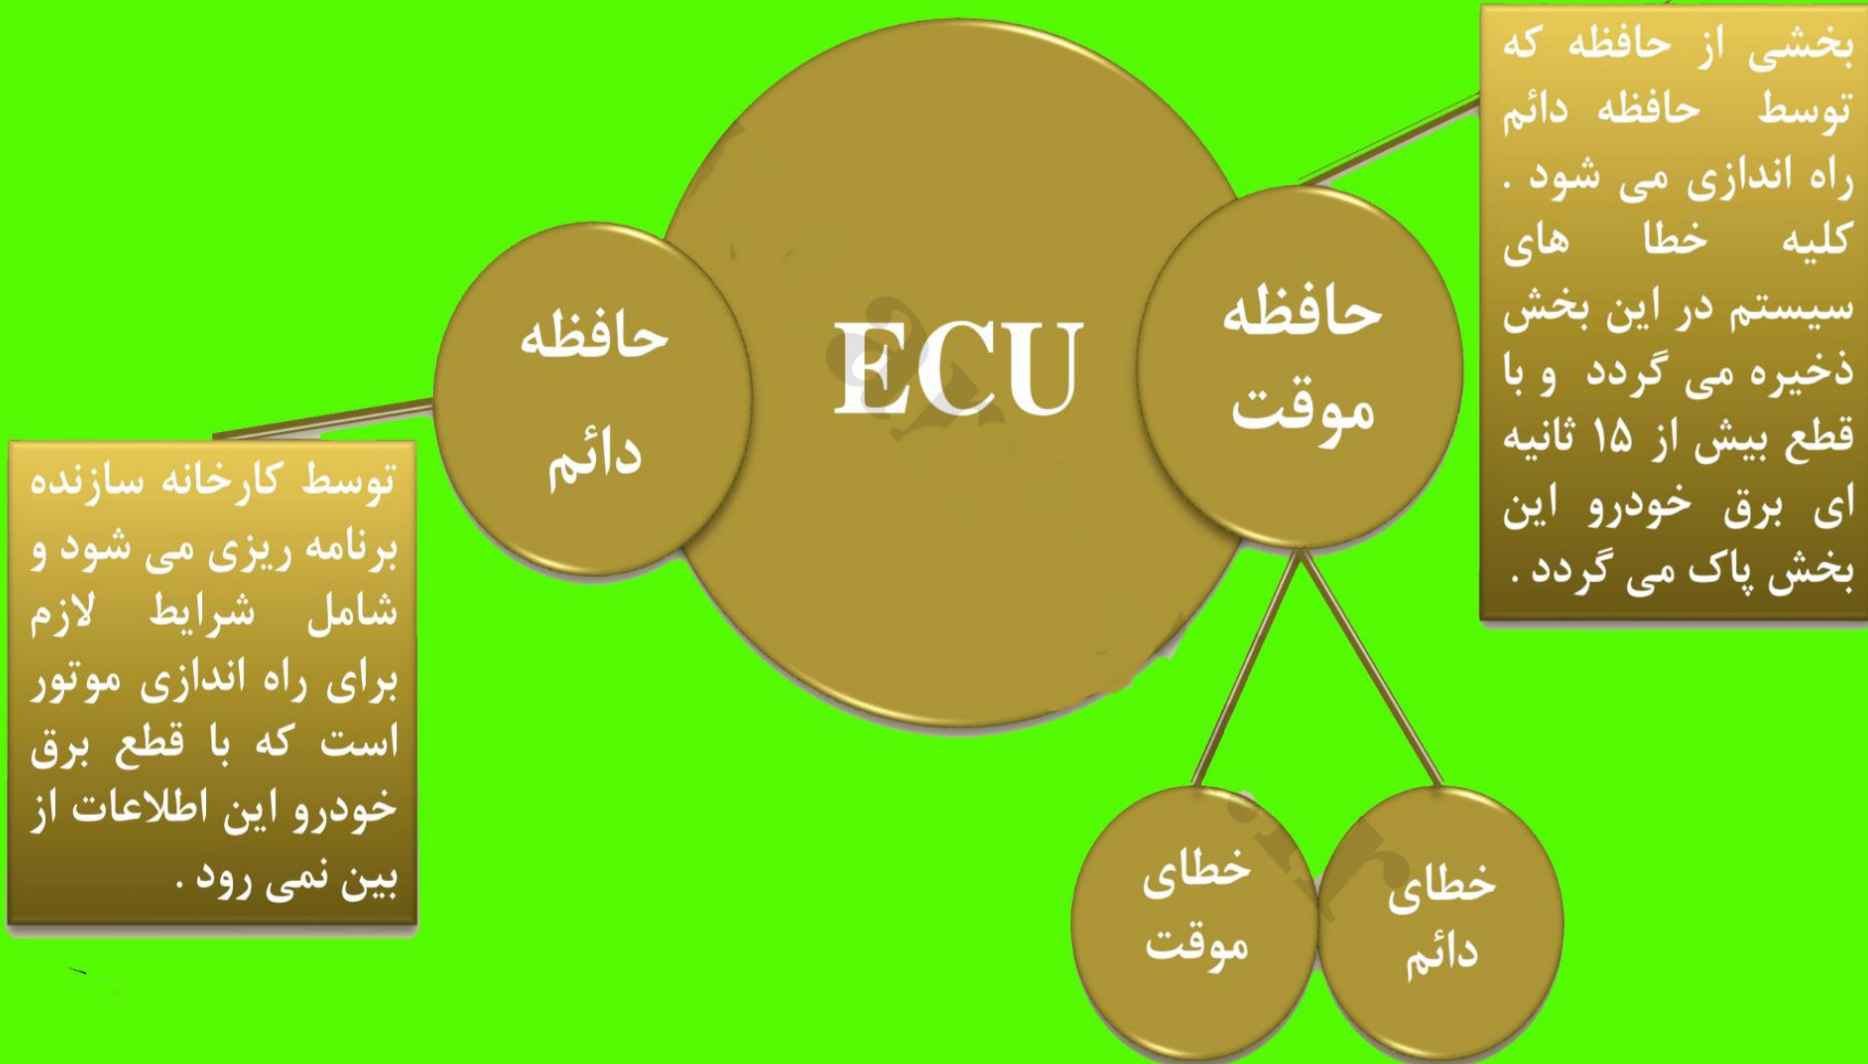 بخشی از حافظه که
توسط حافظه دائم
راه اندازی می شود .
کلیه خطا های
سیستم در این بخش
ذخیره می گردد و با
قطع بیش از ۱۵ ثانیه
ای برق خودرو این
بخش پاک می گردد .
حافظه
موقت
ECU
حافظه
دائم
توسط کارخانه سازنده
برنامه ریزی می شود و
شامل شرایط لازم
برای راه اندازی موتور
است که با قطع برق
خودرو این اطلاعات از
بین نمی رود .
خطای
دائم
خطای
موقت